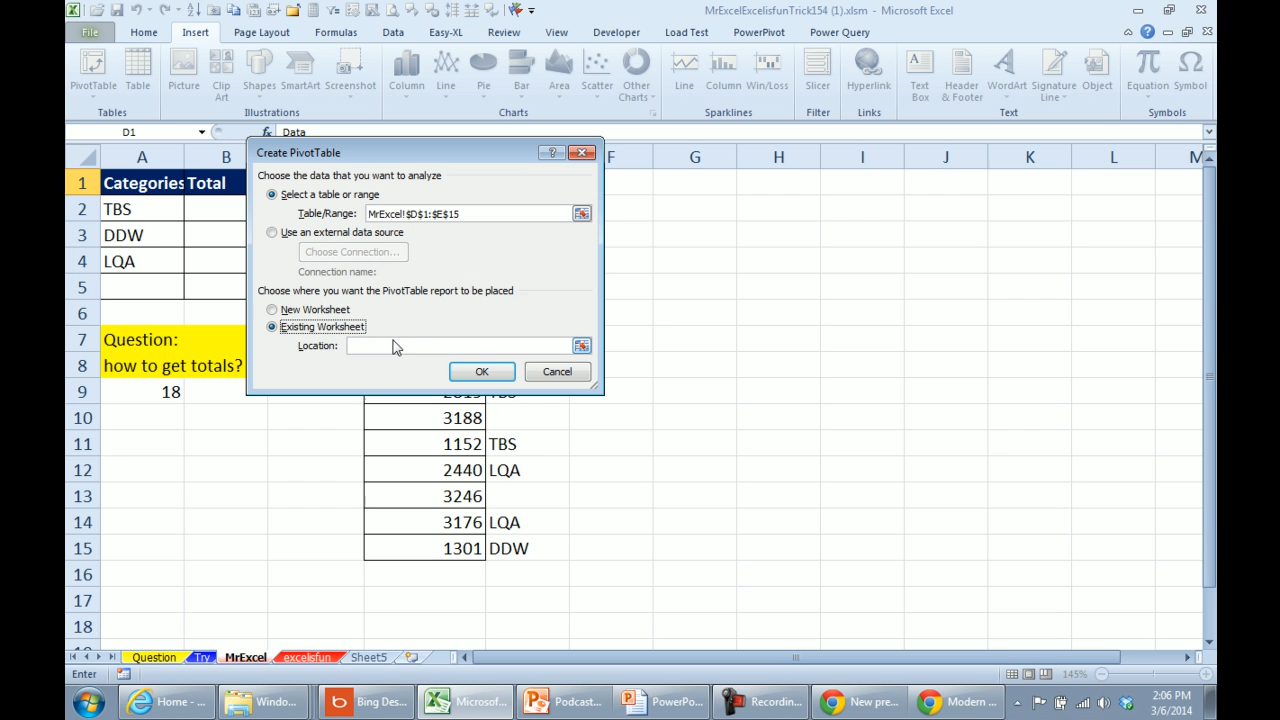 MrExcelExcelisfunTrick154 (1).xlsm - Microsoft Excel
File Home Insert Page Layout Formulas Data Easy-XL Review View Developer Load Test PowerPivot Power Query
PivotTable Table Picture Clip Art Shapes SmartArt Screenshot Column Line Pie Bar Area Scatter Other Charts Line Column Win/Loss Slicer Hyperlink Text Box Header & Footer WordArt Signature Line Object Equation Symbol
Tables Illustrations Charts Sparklines Filter Links Text Symbols
D1 fx Data
A B F G H I J K L M
1 Categories Total
2 TBS
3 DDW
4 LQA
5
6
7 Question:
8 how to get totals?
9 18
10 3188
11 1152 TBS
12 2440 LQA
13 3246
14 3176 LQA
15 1301 DDW
16
17
18
Create PivotTable
Choose the data that you want to analyze
Select a table or range
Table/Range: MrExcel!$D$1:$E$15
Use an external data source
Choose Connection...
Connection name:
Choose where you want the PivotTable report to be placed
New Worksheet
Existing Worksheet
Location:
OK Cancel
Question Try MrExcel excelisfun Sheet5
Enter 145%
Home - ... Windo... Bing Des... Microsof... Podcast... PowerPo... Recordin... New pre... Modern ... 2:06 PM
3/6/2014